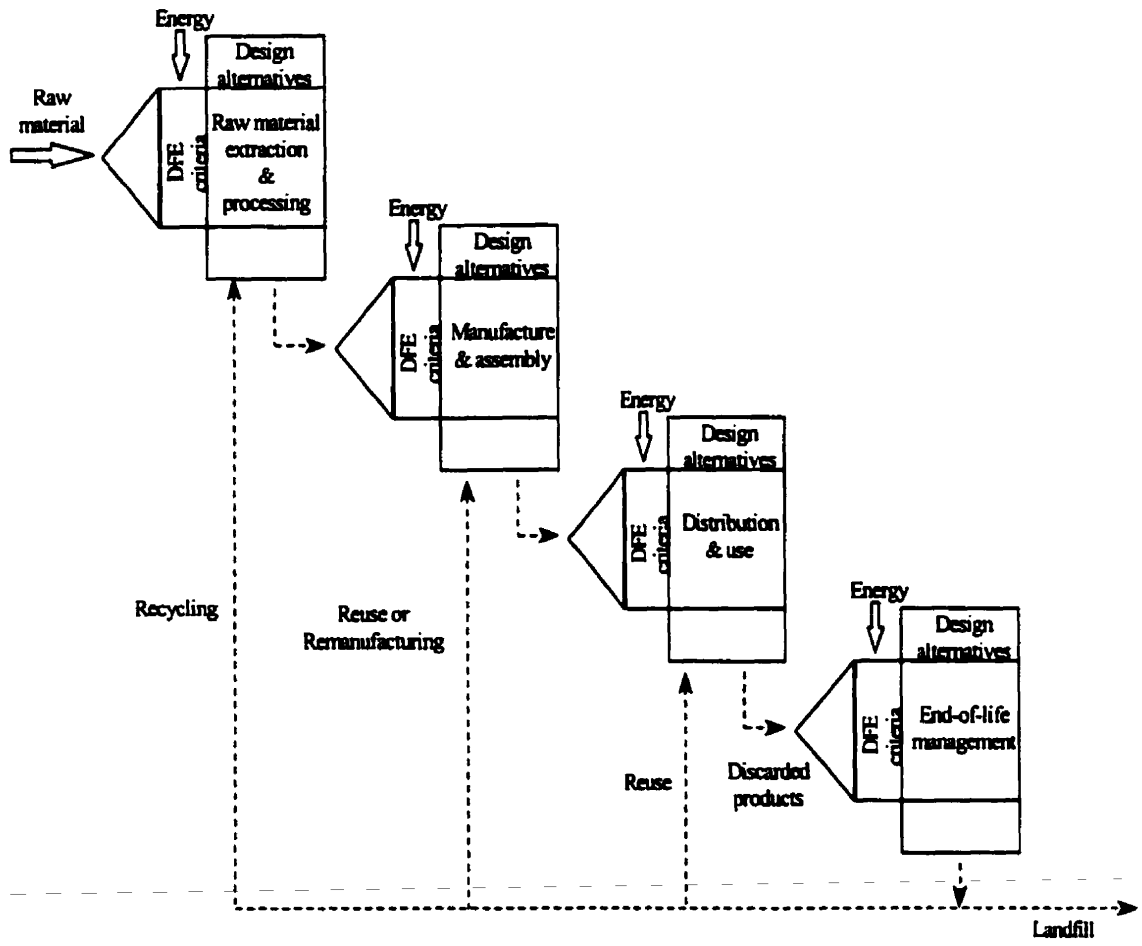 Energy
Design
alternatives
Raw
material
DFE
criteria
Raw material
extraction
&
processing
Energy
Design
alternatives
DFE
criteria
Manufacture
& assembly
Energy
Design
alternatives
DFE
criteria
Distribution
& use
Recycling
Reuse or
Remanufacturing
Energy
Design
alternatives
DFE
criteria
End-of-life
management
Reuse
Discarded
products
Landfill